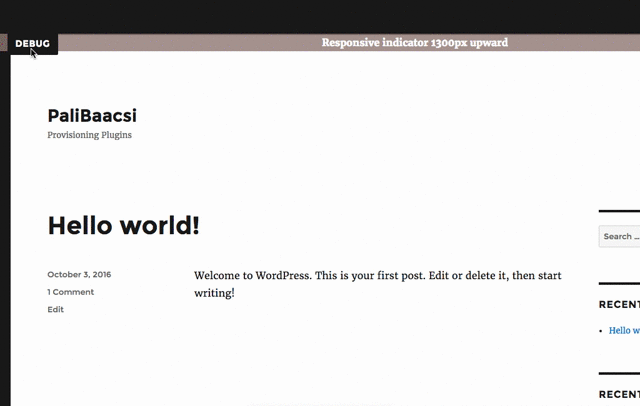 DEBUG
Responsive indicator 1300px upward
PaliBaacsi
Provisioning Plugins
Hello world!
October 3, 2016
1 Comment
Edit
Welcome to WordPress. This is your first post. Edit or delete it, then start
writing!
Search ...
RECENT
Hello w
RECENT